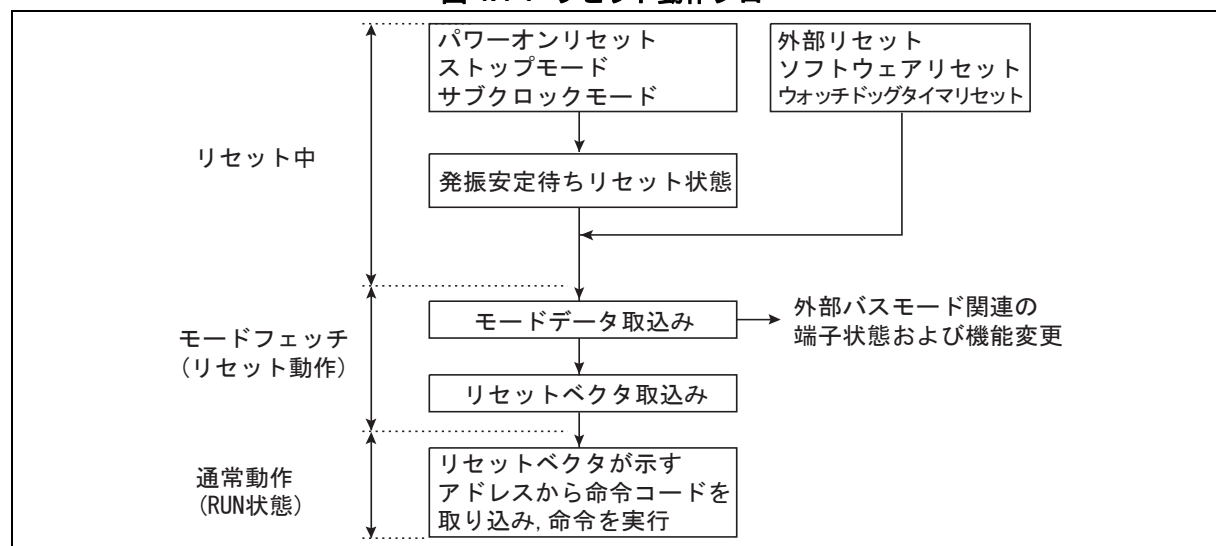 パワーオンリセット
ストップモード
サブクロックモード
外部リセット
ソフトウェアリセット
ウォッチドッグタイマリセット
リセット中
発振安定待ちリセット状態
モードフェッチ
(リセット動作)
モードデータ取込み
外部バスモード関連の
端子状態および機能変更
リセットベクタ取込み
通常動作
(RUN状態)
リセットベクタが示す
アドレスから命令コードを
取り込み,命令を実行